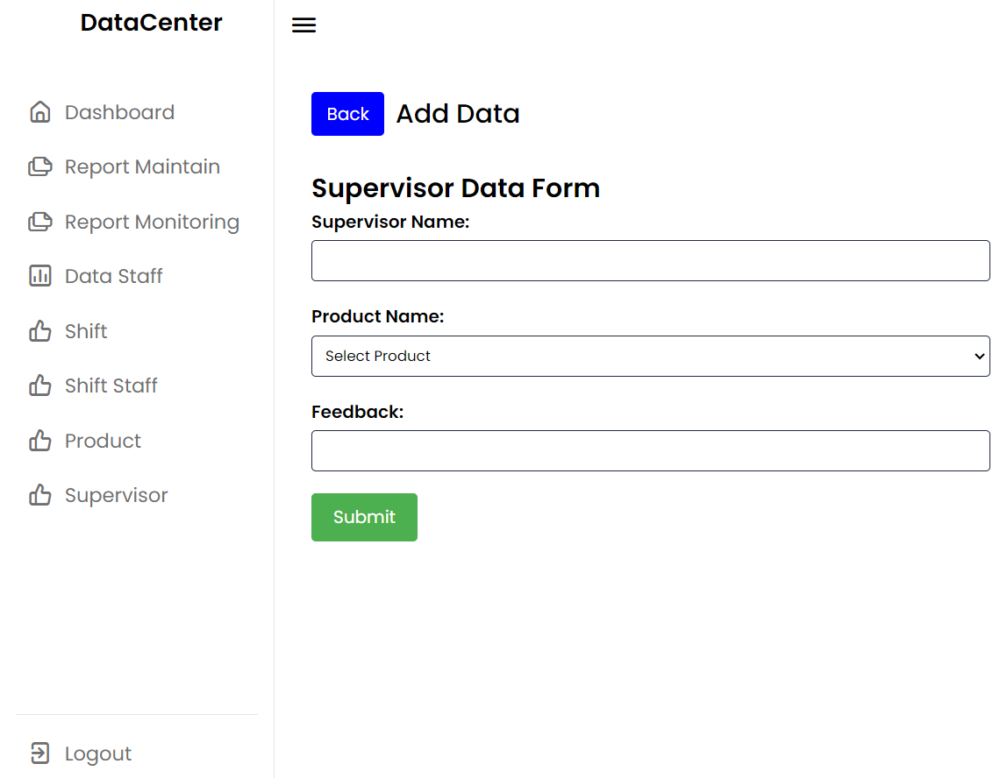 DataCenter
Dashboard
Report Maintain
Report Monitoring
Data Staff
Shift
Shift Staff
Product
Supervisor
Logout
Back
Add Data
Supervisor Data Form
Supervisor Name:
Product Name:
Select Product
Feedback:
Submit